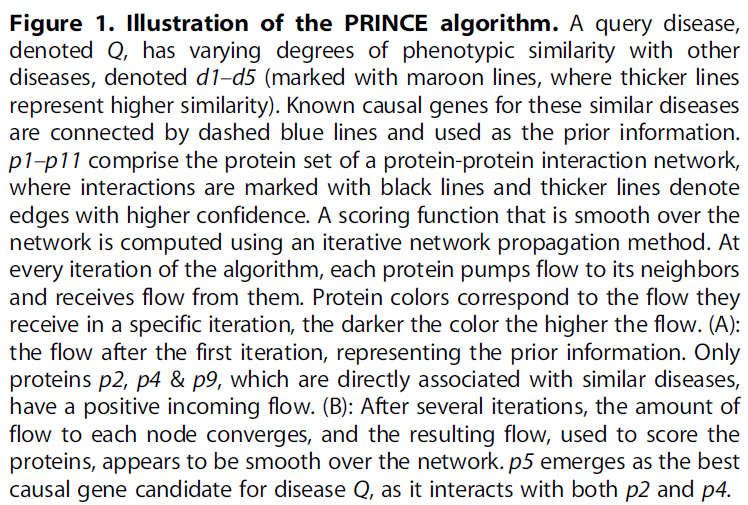 Figure 1. Illustration of the PRINCE algorithm. A query disease,
denoted Q, has varying degrees of phenotypic similarity with other
diseases, denoted d1–d5 (marked with maroon lines, where thicker lines
represent higher similarity). Known causal genes for these similar diseases
are connected by dashed blue lines and used as the prior information.
p1–p11 comprise the protein set of a protein-protein interaction network,
where interactions are marked with black lines and thicker lines denote
edges with higher confidence. A scoring function that is smooth over the
network is computed using an iterative network propagation method. At
every iteration of the algorithm, each protein pumps flow to its neighbors
and receives flow from them. Protein colors correspond to the flow they
receive in a specific iteration, the darker the color the higher the flow. (A):
the flow after the first iteration, representing the prior information. Only
proteins p2, p4 & p9, which are directly associated with similar diseases,
have a positive incoming flow. (B): After several iterations, the amount of
flow to each node converges, and the resulting flow, used to score the
proteins, appears to be smooth over the network. p5 emerges as the best
causal gene candidate for disease Q, as it interacts with both p2 and p4.